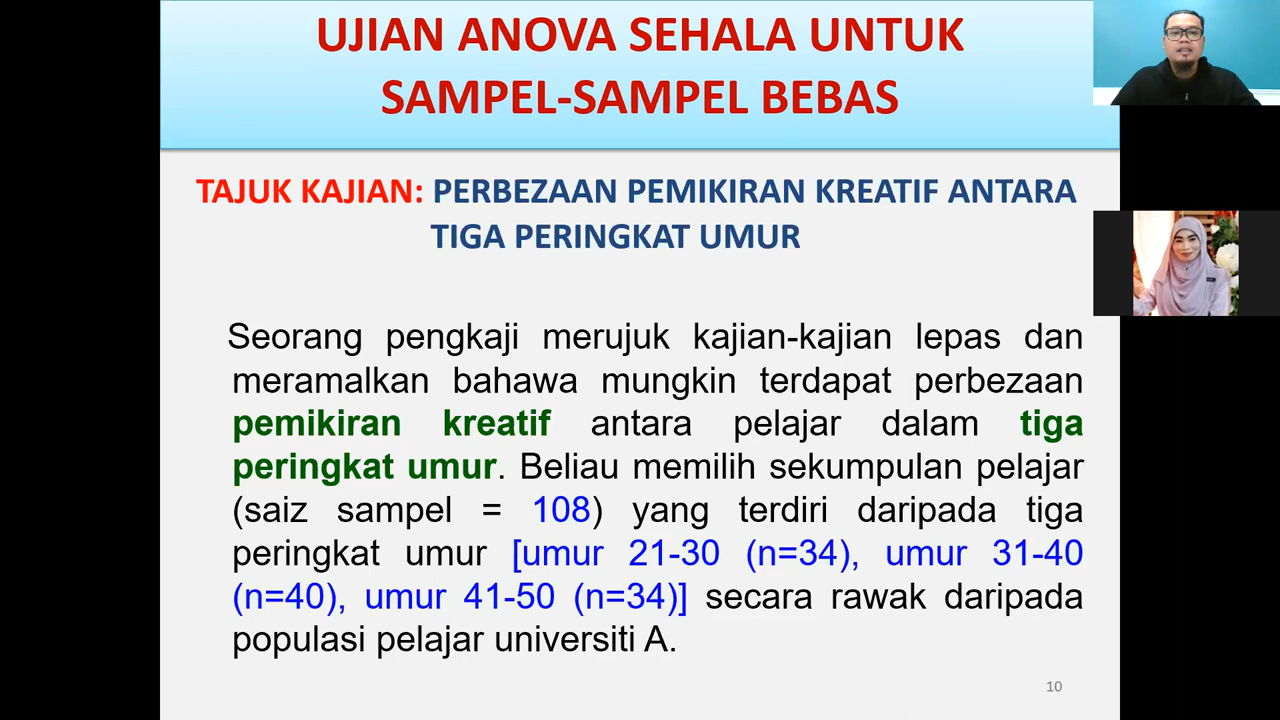 UJIAN ANOVA SEHALA UNTUK
SAMPEL-SAMPEL BEBAS
TAJUK KAJIAN: PERBEZAAN PEMIKIRAN KREATIF ANTARA
TIGA PERINGKAT UMUR
Seorang pengkaji merujuk kajian-kajian lepas dan
meramalkan bahawa mungkin terdapat perbezaan
pemikiran kreatif antara pelajar dalam tiga
peringkat umur. Beliau memilih sekumpulan pelajar
(saiz sampel = 108) yang terdiri daripada tiga
peringkat umur [umur 21-30 (n=34), umur 31-40
(n=40), umur 41-50 (n=34)] secara rawak daripada
populasi pelajar universiti A.
10